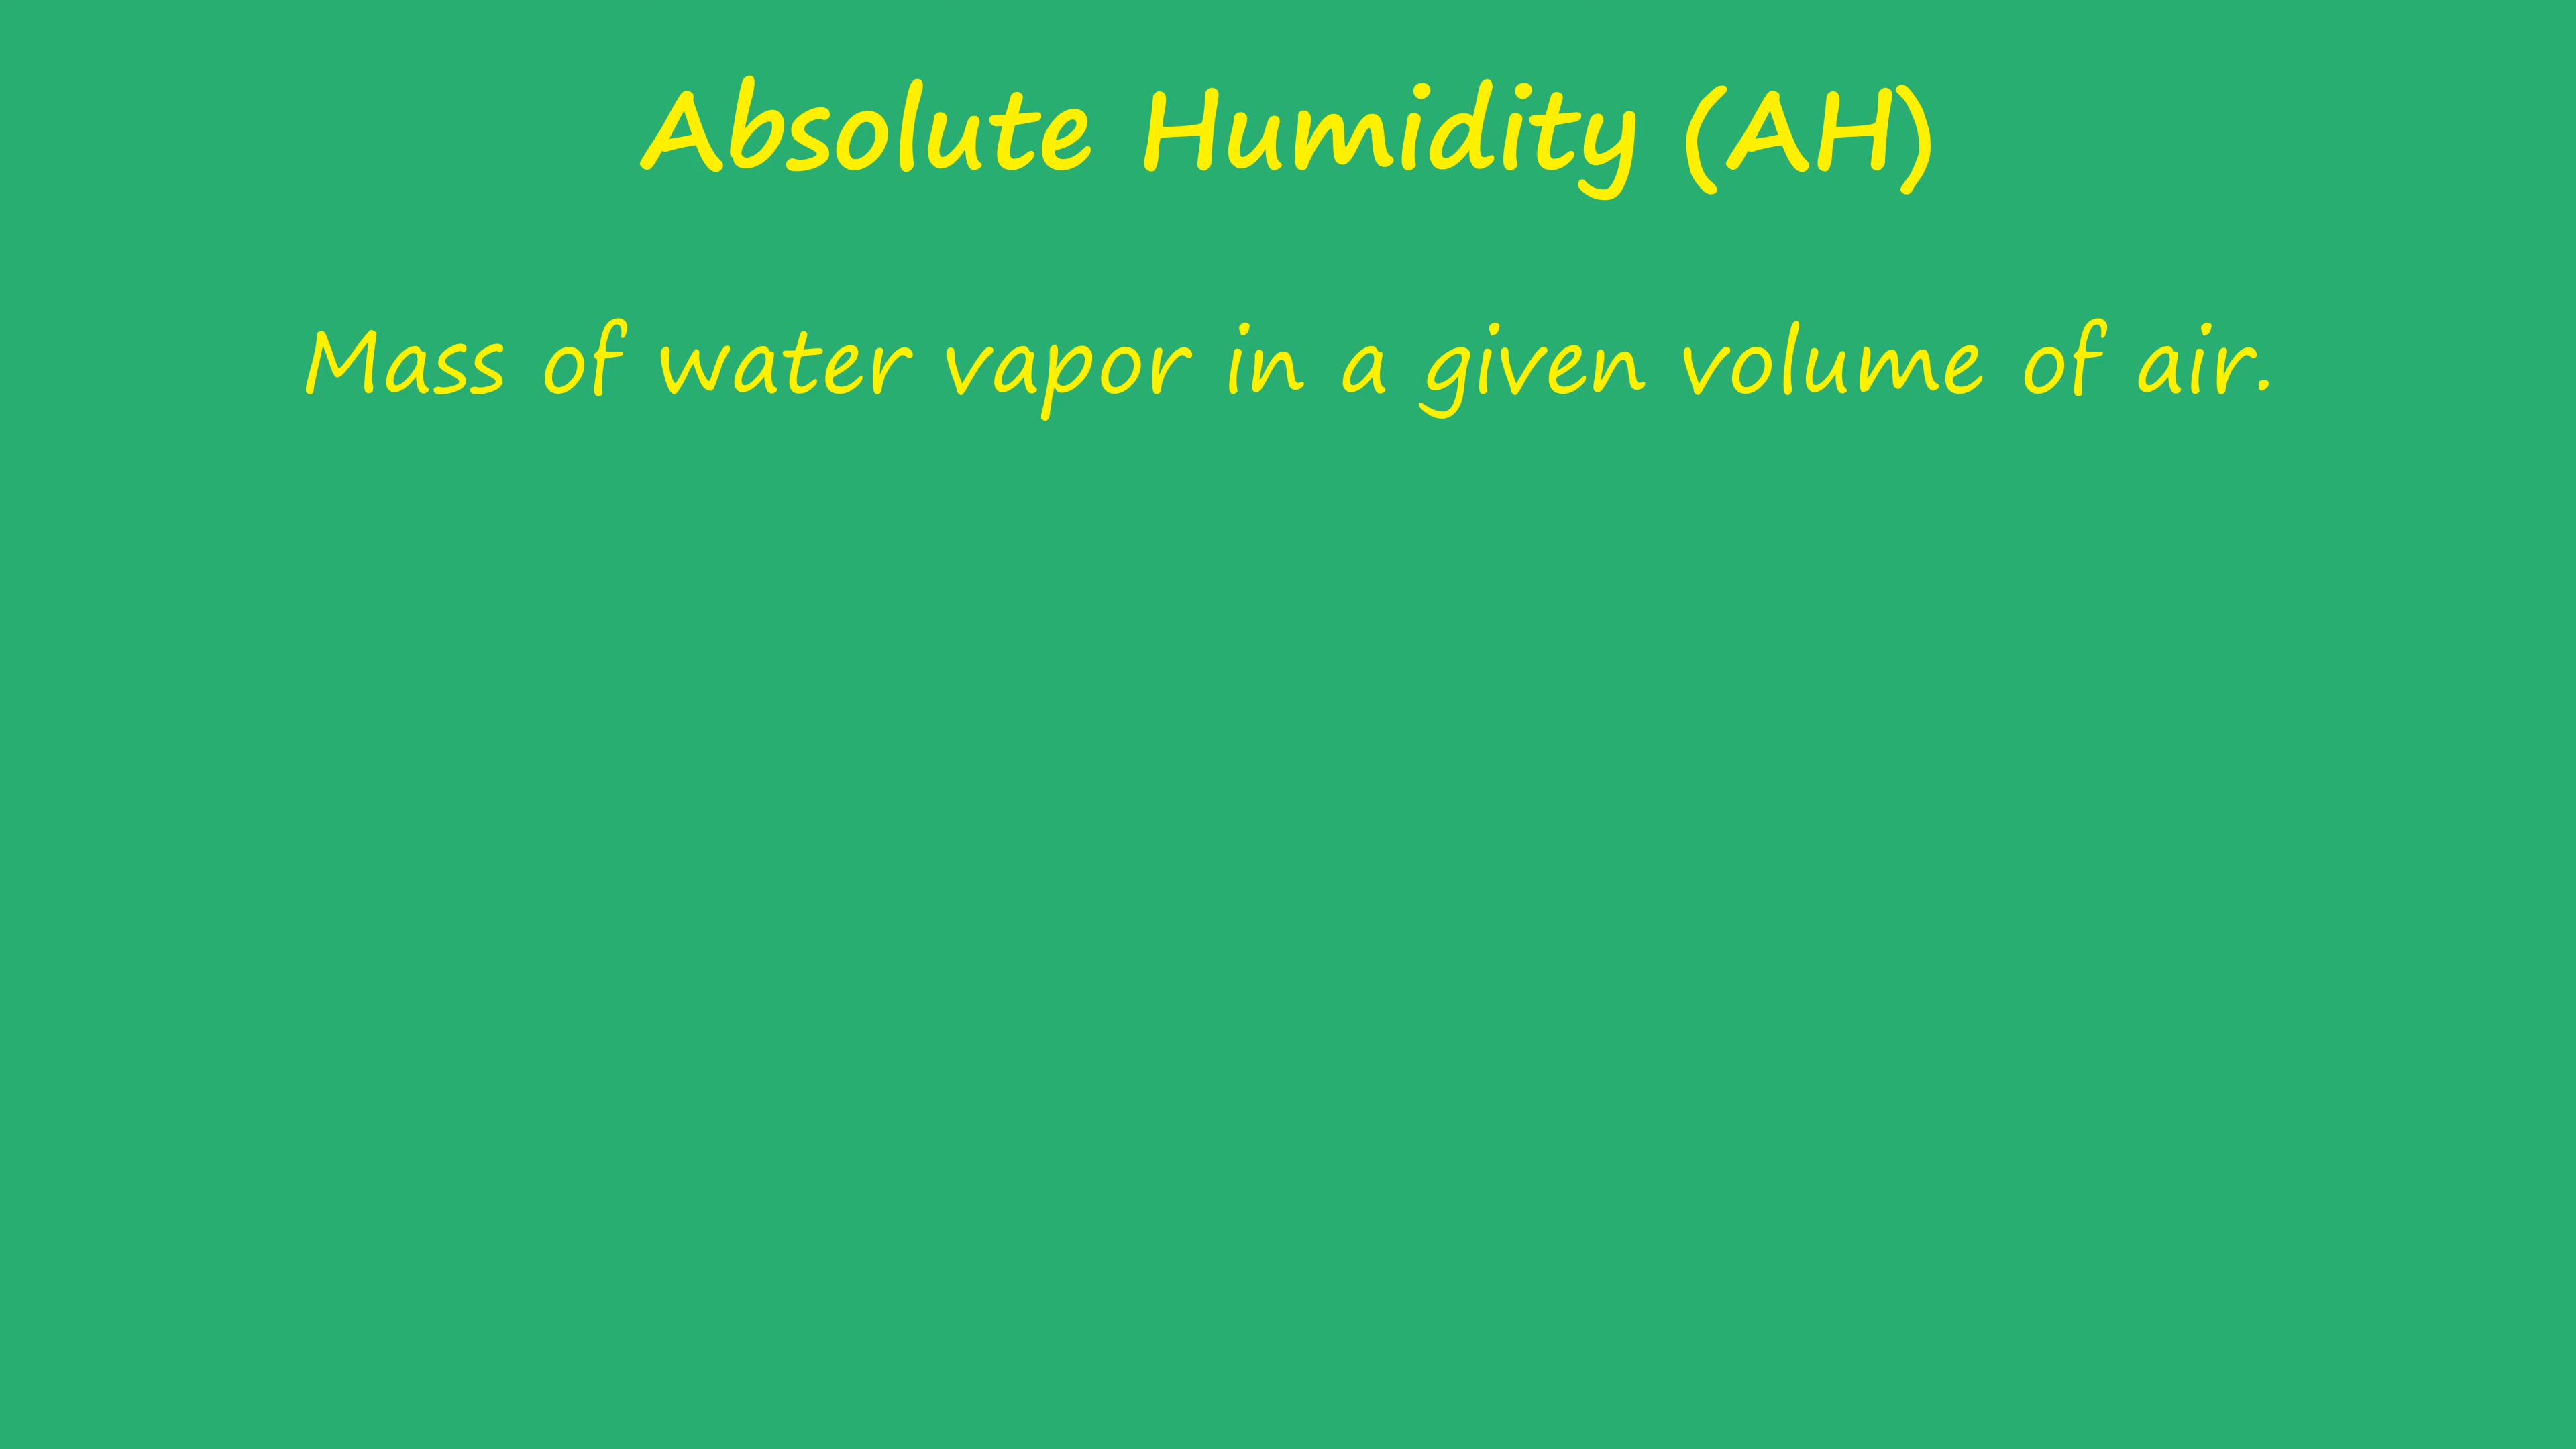 Absolute Humidity (AH)
Mass of water vapor in a given volume of air.